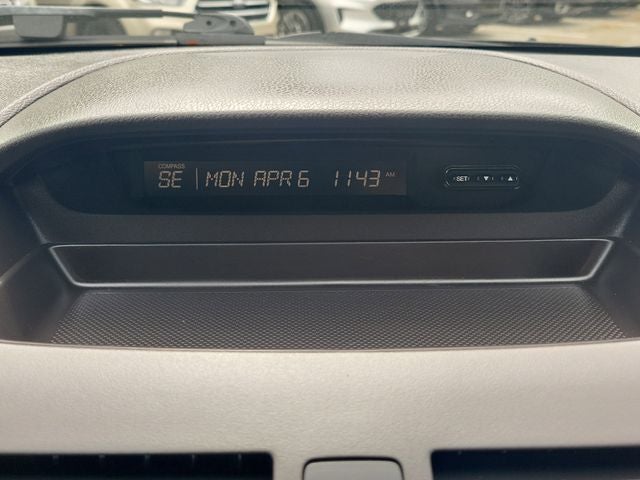 COMPASS
SE | MON APR 6 11:43 AM
SET ▼ ▲